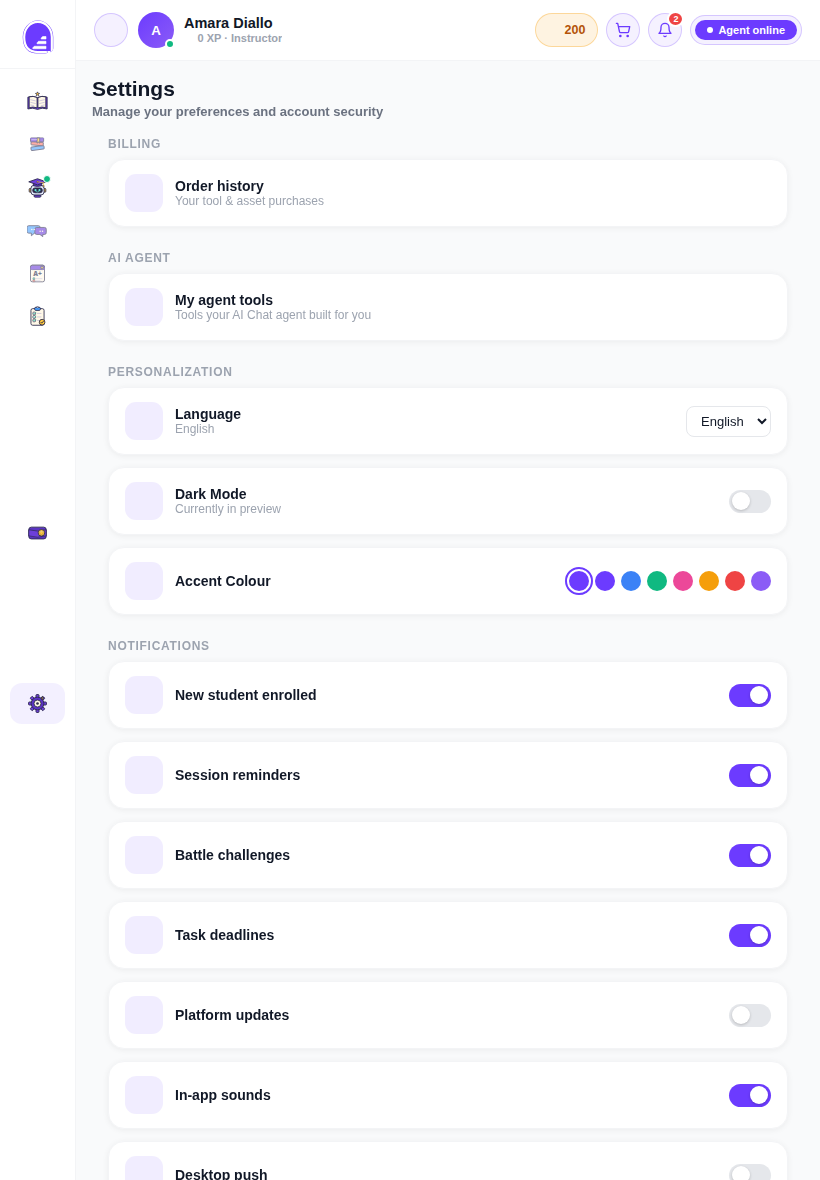 A
Amara Diallo
0 XP · Instructor
200
2
Agent online
Settings
Manage your preferences and account security
BILLING
Order history
Your tool & asset purchases
AI AGENT
My agent tools
Tools your AI Chat agent built for you
PERSONALIZATION
Language
English
English
Dark Mode
Currently in preview
Accent Colour
NOTIFICATIONS
New student enrolled
Session reminders
Battle challenges
Task deadlines
Platform updates
In-app sounds
Desktop push